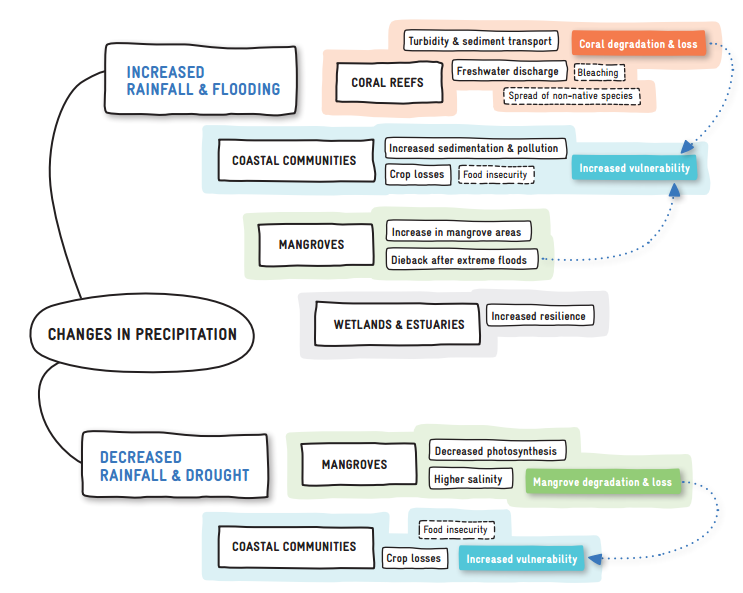 Turbidity & sediment transport
Coral degradation & loss
INCREASED
RAINFALL & FLOODING
CORAL REEFS
Freshwater discharge
Bleaching
Spread of non-native species
COASTAL COMMUNITIES
Increased sedimentation & pollution
Crop losses
Food insecurity
Increased vulnerability
MANGROVES
Increase in mangrove areas
Dieback after extreme floods
CHANGES IN PRECIPITATION
WETLANDS & ESTUARIES
Increased resilience
DECREASED
RAINFALL & DROUGHT
MANGROVES
Decreased photosynthesis
Higher salinity
Mangrove degradation & loss
COASTAL COMMUNITIES
Food insecurity
Crop losses
Increased vulnerability